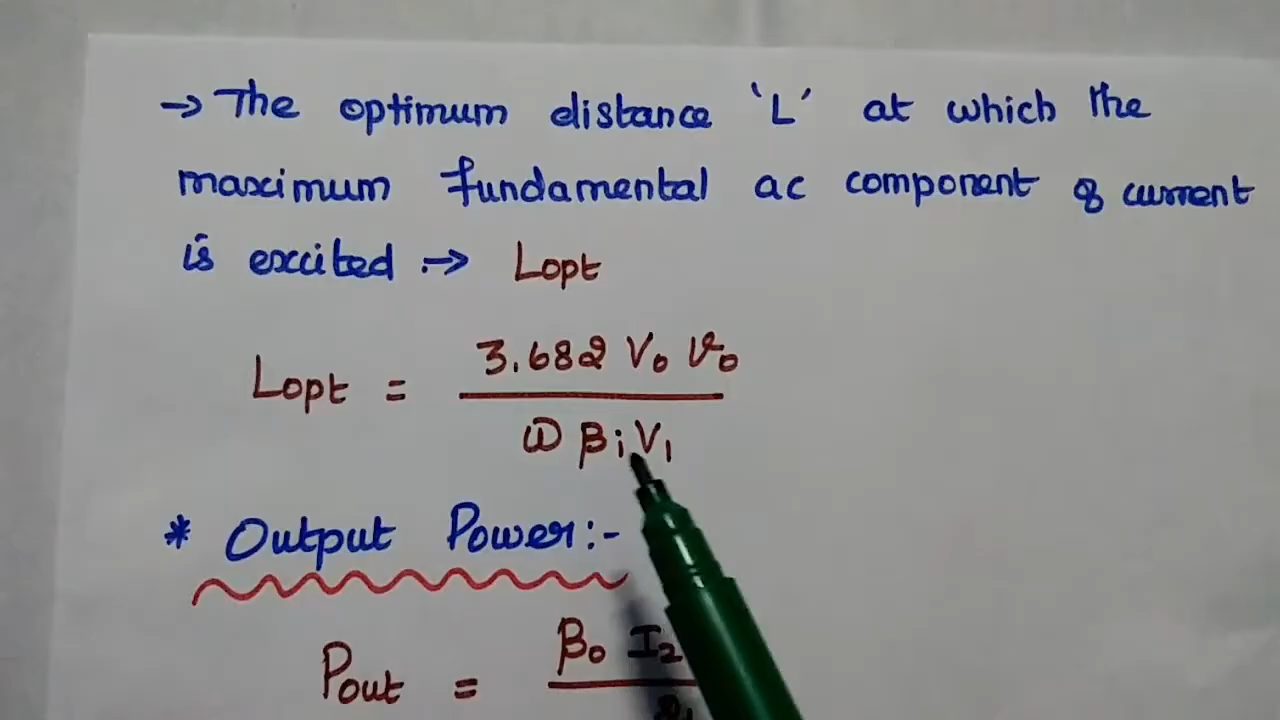 → The optimum distance 'L' at which the
maximum fundamental ac component of current
is excited :→ Lopt
Lopt = 3.682 V₀ v₀
ω βi V₁
* Output Power:-
Pout = β₀ I₂